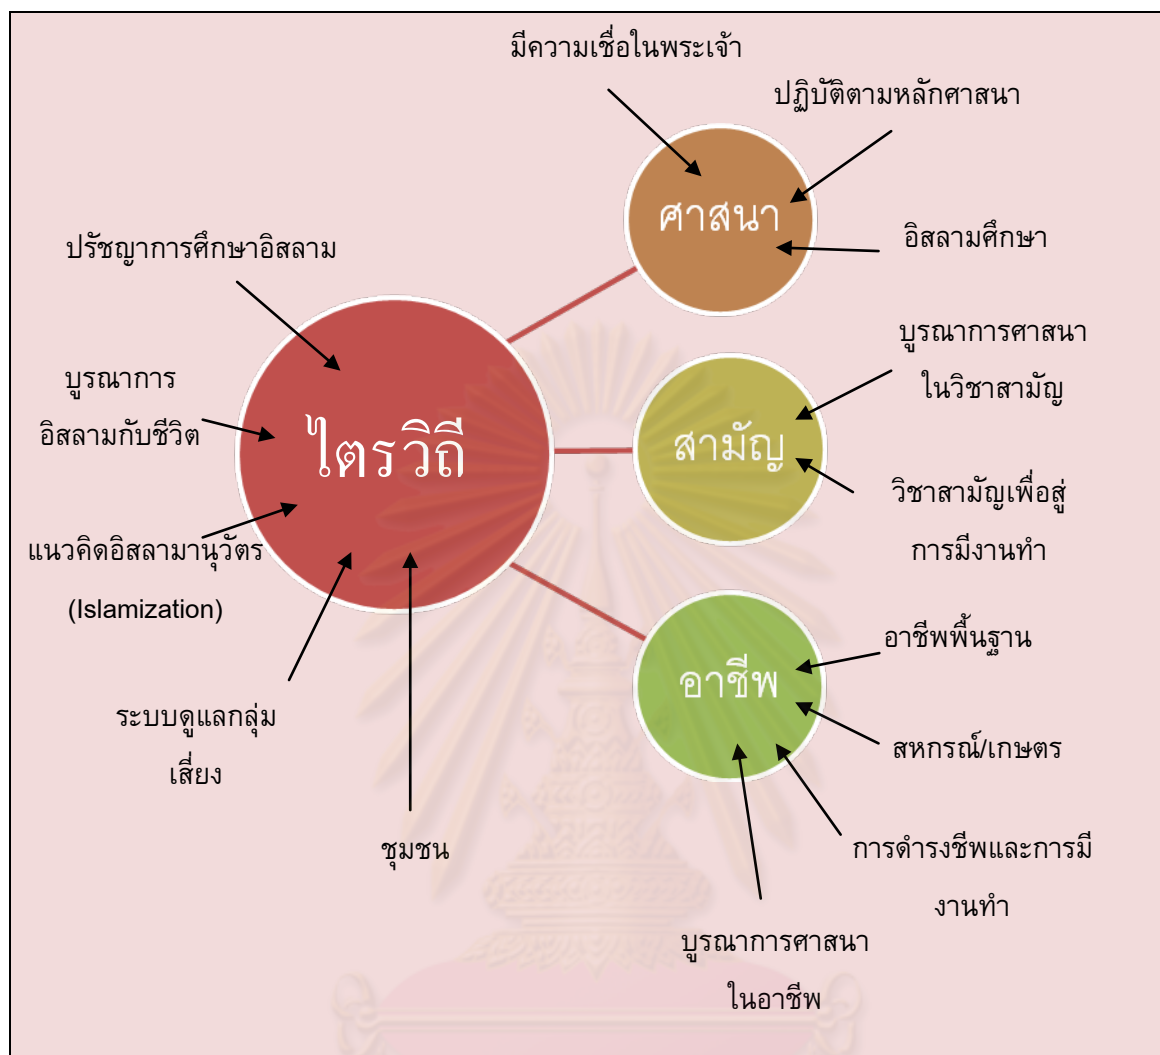 มีความเชื่อในพระเจ้า
ปฏิบัติตามหลักศาสนา
ศาสนา
อิสลามศึกษา
ปรัชญาการศึกษาอิสลาม
บูรณาการศาสนา
ในวิชาสามัญ
บูรณาการ
อิสลามกับชีวิต
ไตรวิถี
สามัญ
วิชาสามัญเพื่อสู่
การมีงานทำ
แนวคิดอิสลามานุวัตร
(Islamization)
อาชีพพื้นฐาน
อาชีพ
ระบบดูแลกลุ่ม
เสี่ยง
สหกรณ์/เกษตร
ชุมชน
การดำรงชีพและการมี
งานทำ
บูรณาการศาสนา
ในอาชีพ